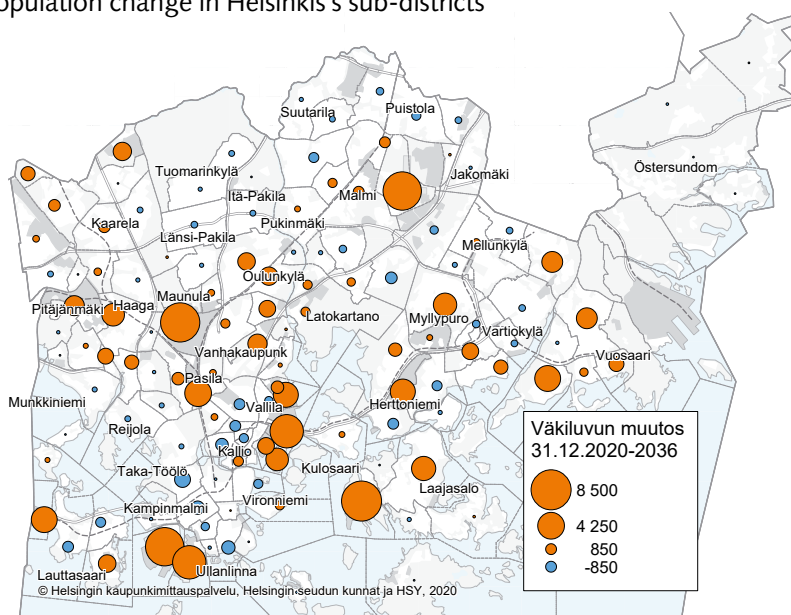 opulation change in Helsinkis's sub-districts
Suutarila
Puistola
Tuomarinkylä
Itä-Pakila
Malmi
Jakomäki
Östersundom
Kaarela
Länsi-Pakila
Pukinmäki
Mellunkylä
Oulunkylä
Pitäjänmäki
Haaga
Maunula
Latokartano
Myllypuro
Vartiokylä
Vanhakaupunk
Vuosaari
Pasila
Munkkiniemi
Vallila
Herttoniemi
Reijola
Kallio
Taka-Töölö
Kulosaari
Laajasalo
Vironniemi
Kampinmalmi
Lauttasaari
Ullanlinna
Väkiluvun muutos
31.12.2020-2036
8 500
4 250
850
-850
© Helsingin kaupunkimittauspalvelu, Helsingin seudun kunnat ja HSY, 2020